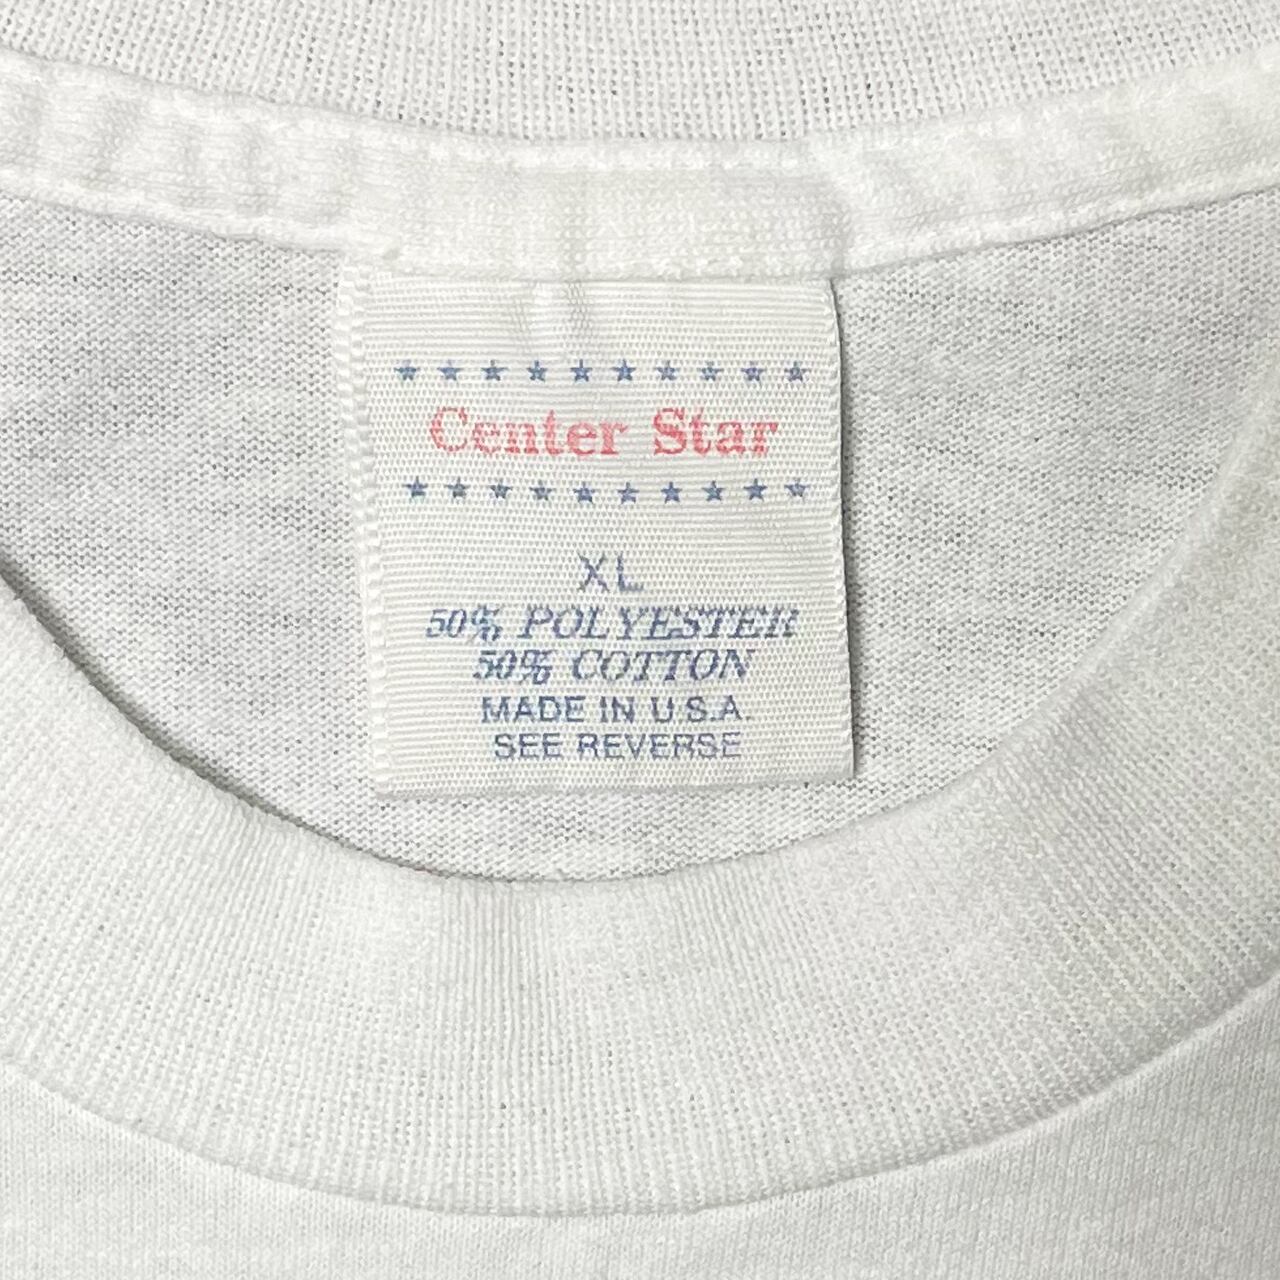 Center Star
XL
50% POLYESTER
50% COTTON
MADE IN U.S.A.
SEE REVERSE